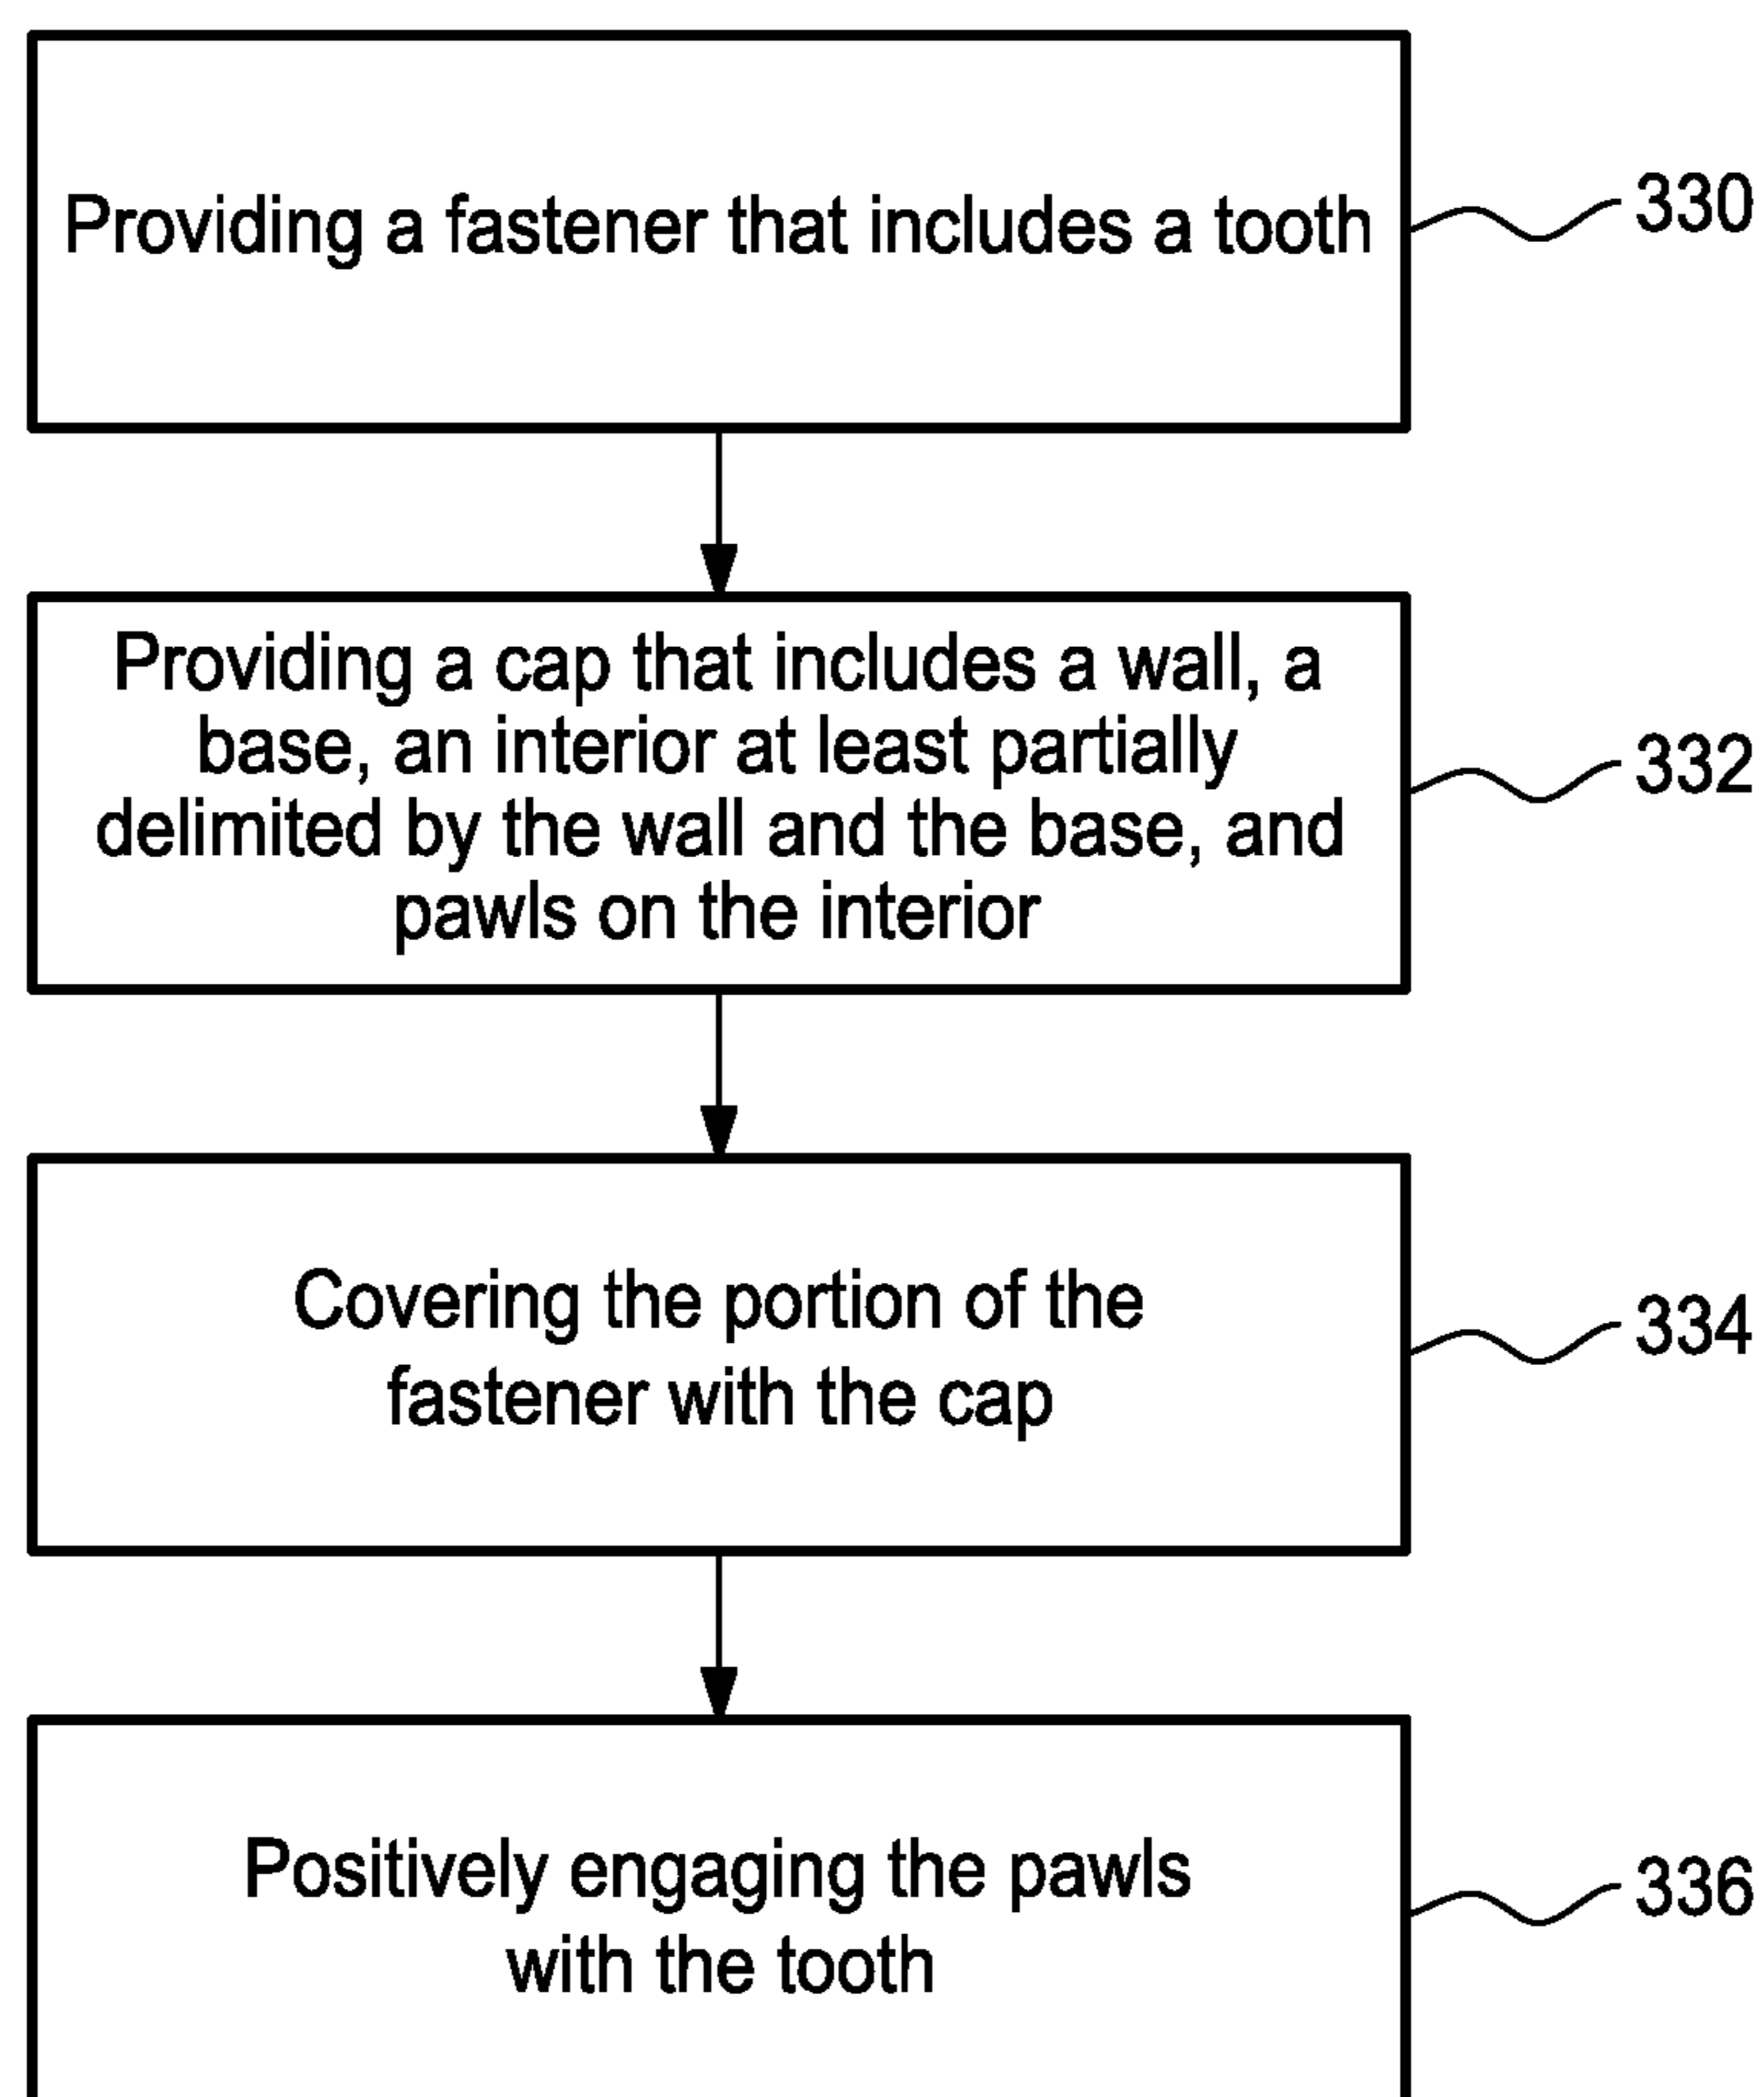 Providing a fastener that includes a tooth
330
Providing a cap that includes a wall, a
base, an interior at least partially
delimited by the wall and the base, and
pawls on the interior
332
Covering the portion of the
fastener with the cap
334
Positively engaging the pawls
with the tooth
336